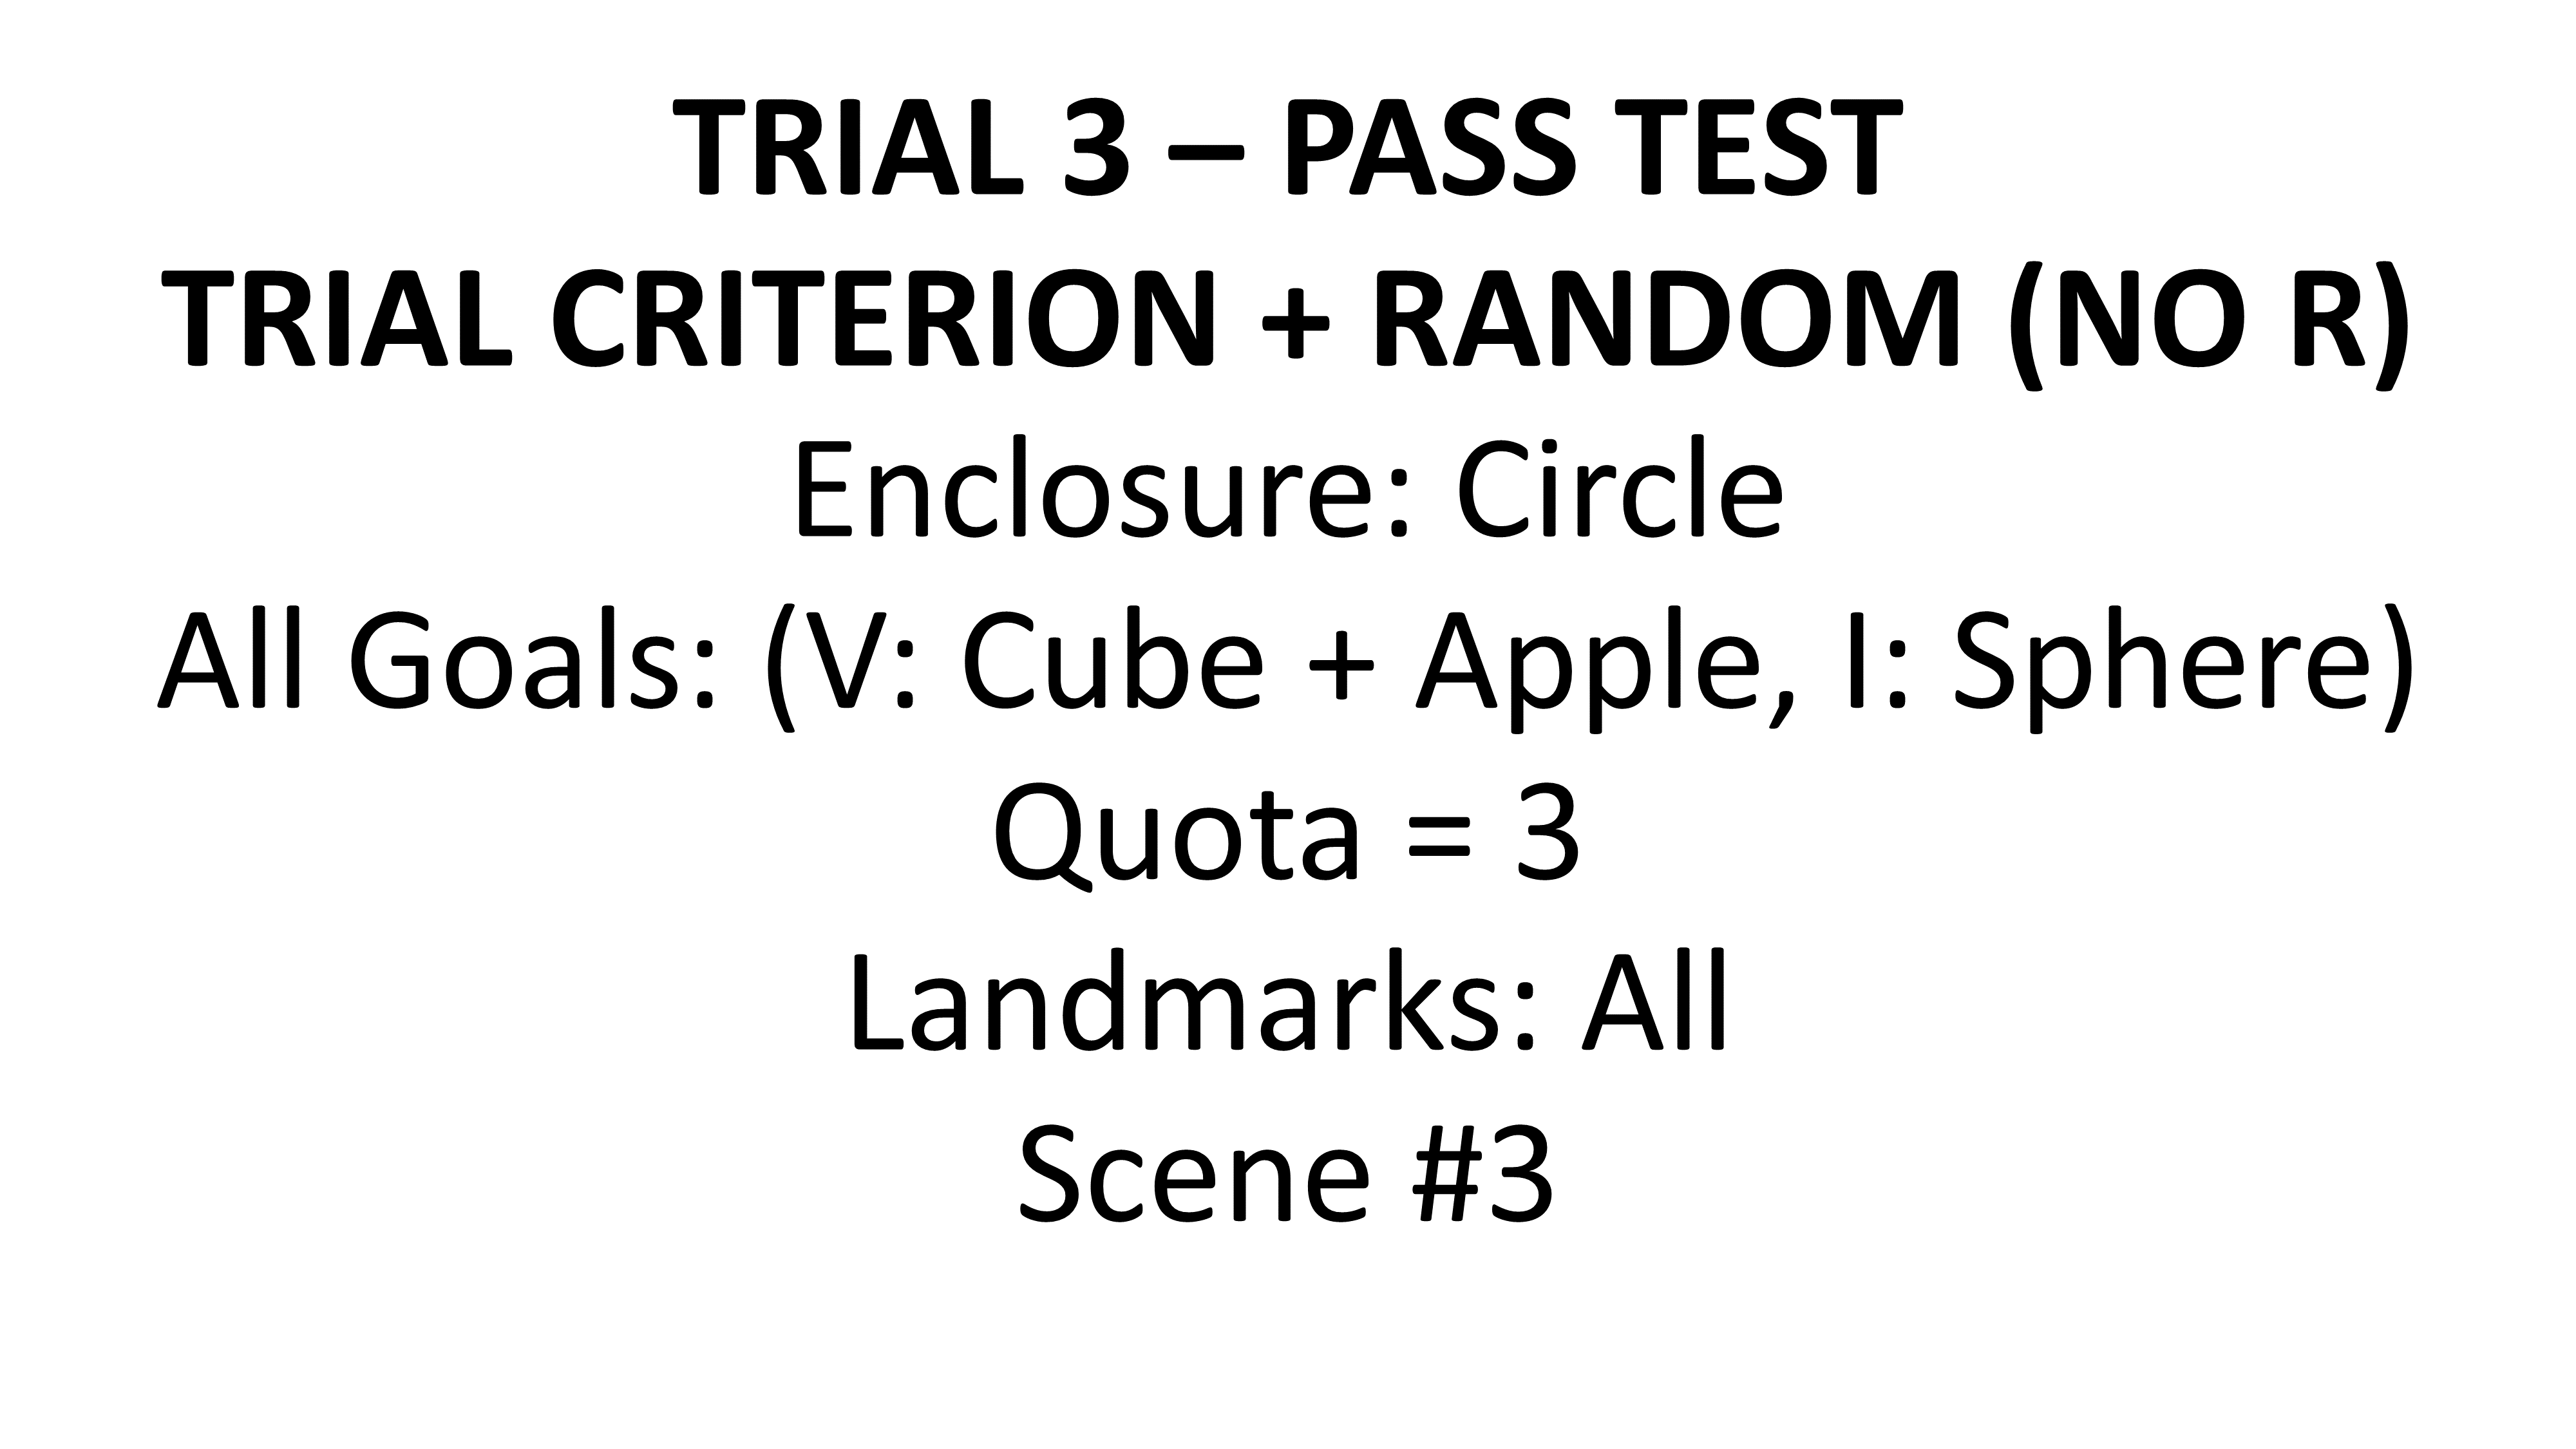 TRIAL 3 – PASS TEST
TRIAL CRITERION + RANDOM (NO R)
Enclosure: Circle
All Goals: (V: Cube + Apple, I: Sphere)
Quota = 3
Landmarks: All
Scene #3